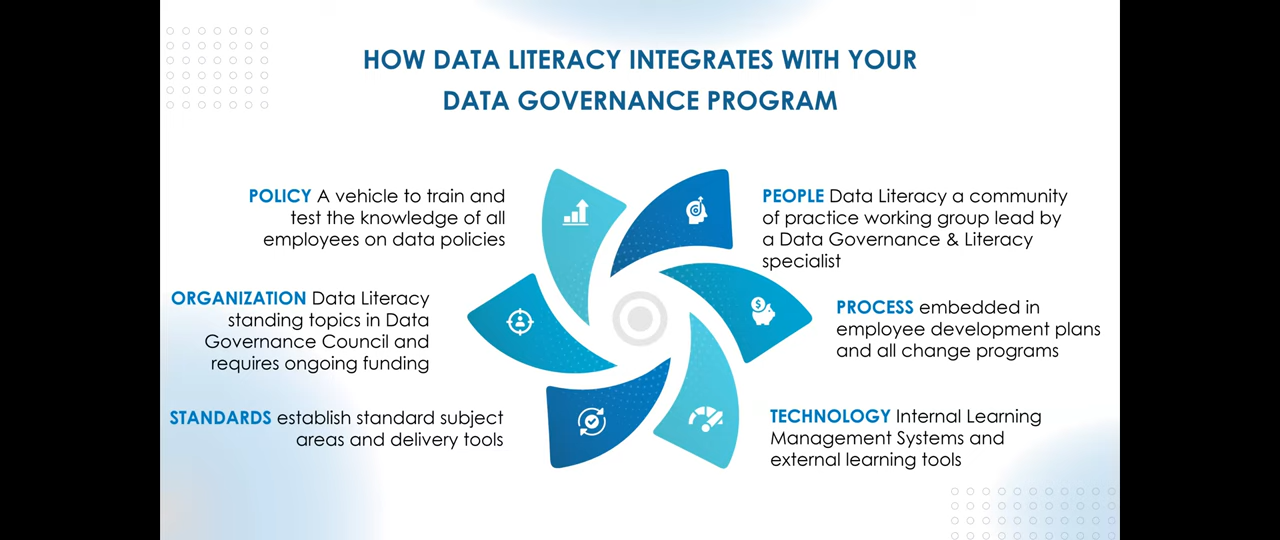 HOW DATA LITERACY INTEGRATES WITH YOUR
DATA GOVERNANCE PROGRAM
POLICY A vehicle to train and
test the knowledge of all
employees on data policies
PEOPLE Data Literacy a community
of practice working group lead by
a Data Governance & Literacy
specialist
ORGANIZATION Data Literacy
standing topics in Data
Governance Council and
requires ongoing funding
PROCESS embedded in
employee development plans
and all change programs
STANDARDS establish standard subject
areas and delivery tools
TECHNOLOGY Internal Learning
Management Systems and
external learning tools